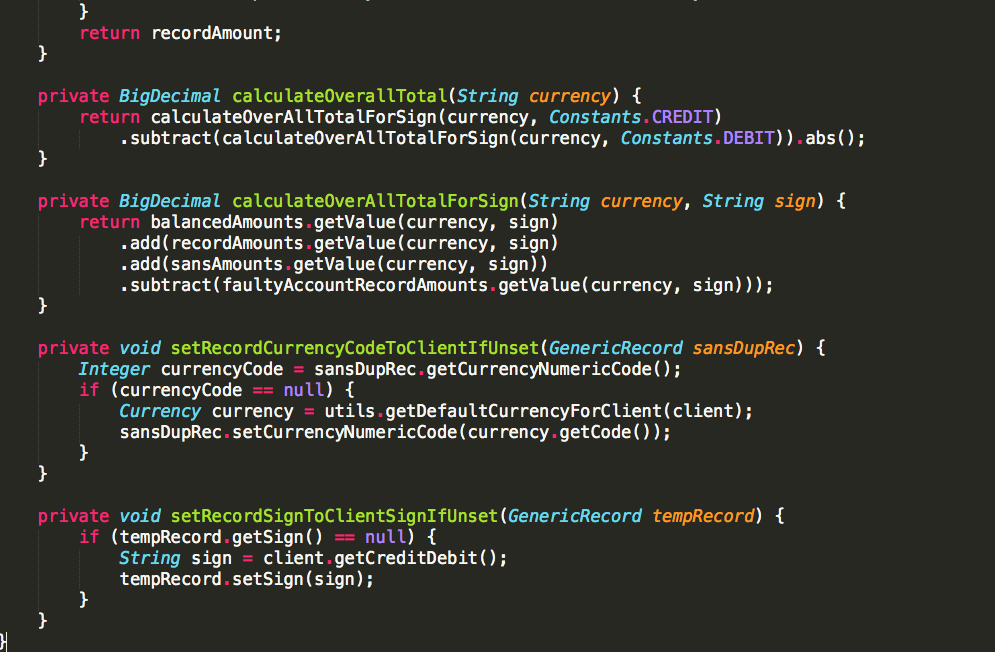 }
return recordAmount;
}
private BigDecimal calculateOverallTotal(String currency) {
return calculateOverAllTotalForSign(currency, Constants.CREDIT)
.subtract(calculateOverAllTotalForSign(currency, Constants.DEBIT)).abs();
}
private BigDecimal calculateOverAllTotalForSign(String currency, String sign) {
return balancedAmounts.getValue(currency, sign)
.add(recordAmounts.getValue(currency, sign)
.add(sansAmounts.getValue(currency, sign))
.subtract(faultyAccountRecordAmounts.getValue(currency, sign)));
}
private void setRecordCurrencyCodeToClientIfUnset(GenericRecord sansDupRec) {
Integer currencyCode = sansDupRec.getCurrencyNumericCode();
if (currencyCode == null) {
Currency currency = utils.getDefaultCurrencyForClient(client);
sansDupRec.setCurrencyNumericCode(currency.getCode());
}
}
private void setRecordSignToClientSignIfUnset(GenericRecord tempRecord) {
if (tempRecord.getSign() == null) {
String sign = client.getCreditDebit();
tempRecord.setSign(sign);
}
}
}